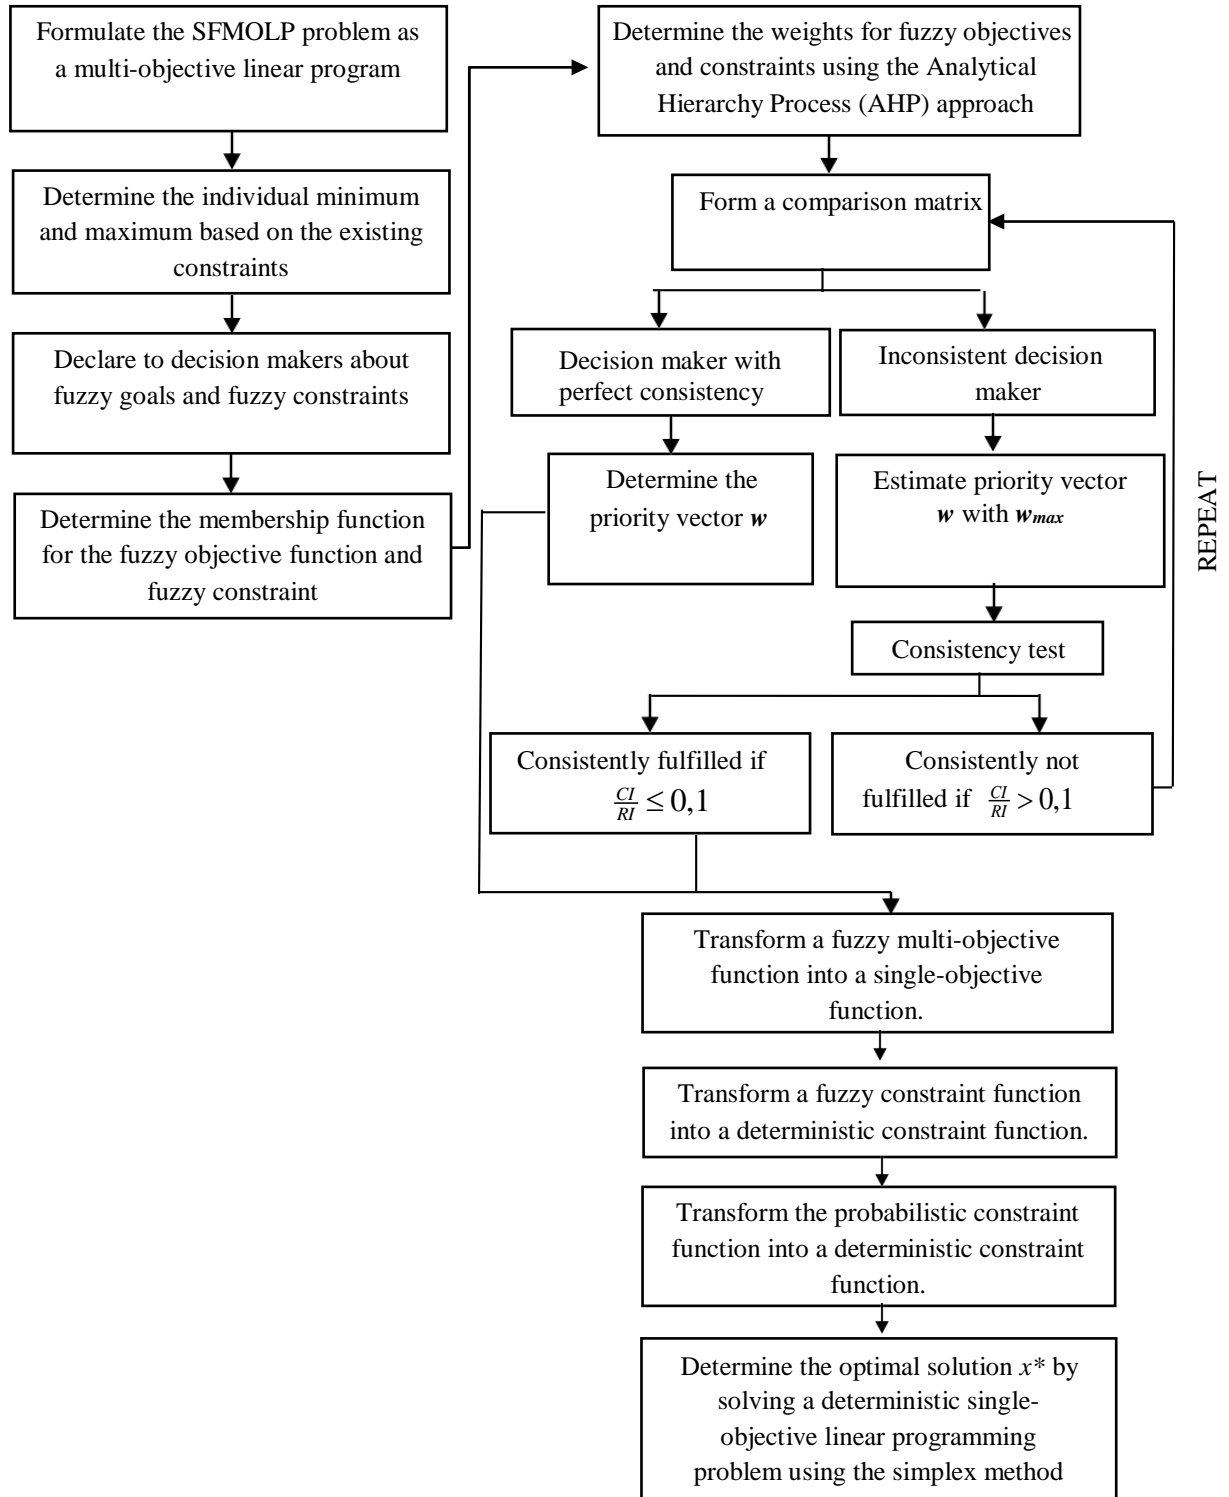 Formulate the SFMOLP problem as
a multi-objective linear program
Determine the individual minimum
and maximum based on the existing
constraints
Declare to decision makers about
fuzzy goals and fuzzy constraints
Determine the membership function
for the fuzzy objective function and
fuzzy constraint
Determine the weights for fuzzy objectives
and constraints using the Analytical
Hierarchy Process (AHP) approach
Form a comparison matrix
Decision maker with
perfect consistency
Inconsistent decision
maker
Determine the
priority vector w
Estimate priority vector
w with w_max
REPEAT
Consistency test
Consistently fulfilled if
CI/RI ≤ 0,1
Consistently not
fulfilled if CI/RI > 0,1
Transform a fuzzy multi-objective
function into a single-objective
function.
Transform a fuzzy constraint function
into a deterministic constraint function.
Transform the probabilistic constraint
function into a deterministic constraint
function.
Determine the optimal solution x* by
solving a deterministic single-
objective linear programming
problem using the simplex method